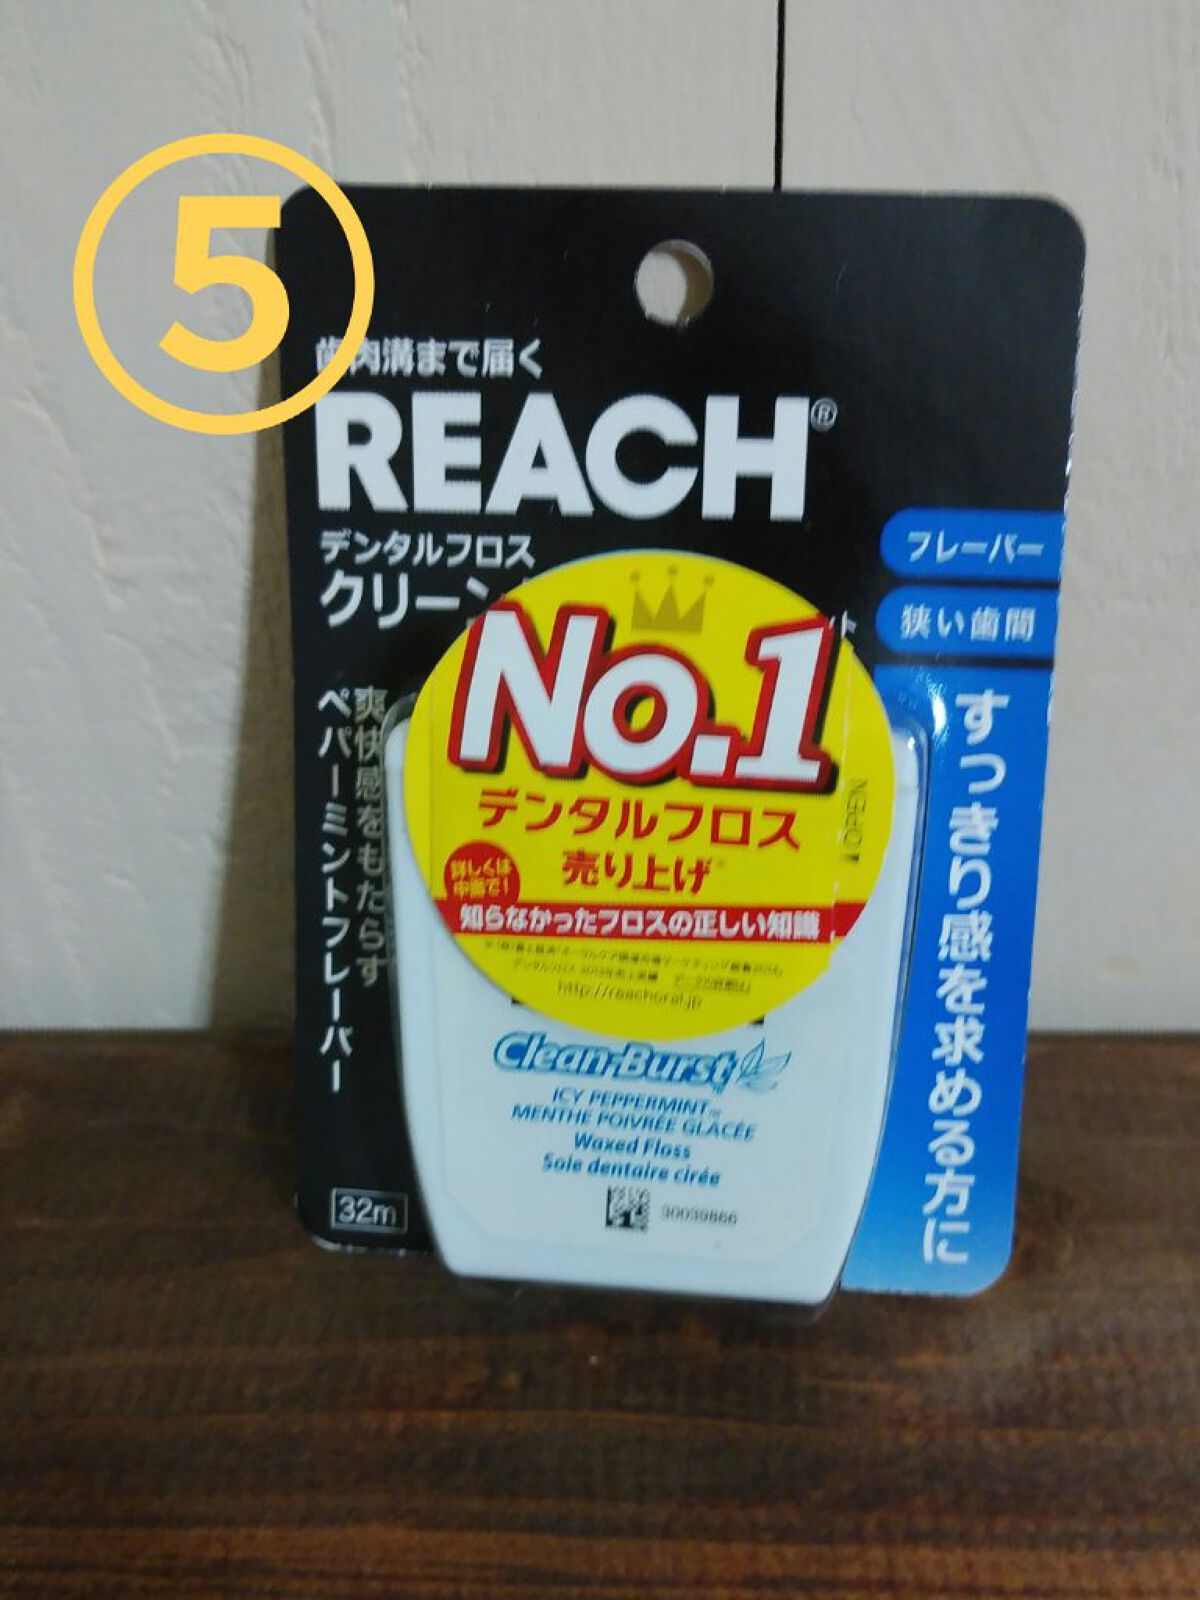 5
歯肉溝まで届く
REACH®
デンタルフロス
クリーン
ト
フレーバー
狭い歯間
すっきり感を求める方に
爽快感をもたらす
ペパーミントフレーバー
No.1
デンタルフロス
売り上げ※
詳しくは
中面で!
知らなかったフロスの正しい知識
http://reachoral.jp
OPEN
Clean-Burst
ICY PEPPERMINT™
MENTHE POIVRÉE GLACÉE
Waxed Floss
Soie dentaire cirée
30039866
32m